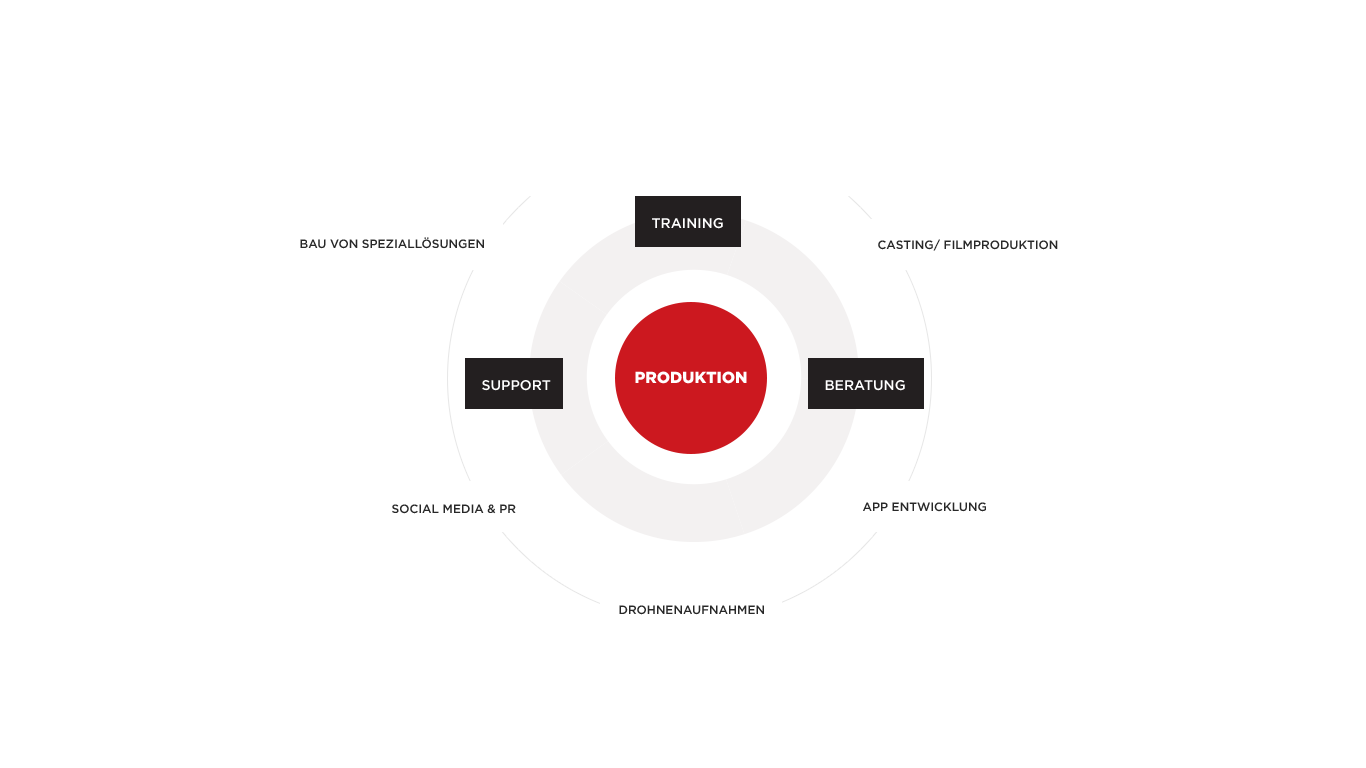 TRAINING
BAU VON SPEZIALLÖSUNGEN
CASTING/ FILMPRODUKTION
PRODUKTION
SUPPORT
BERATUNG
SOCIAL MEDIA & PR
APP ENTWICKLUNG
DROHNENAUFNAHMEN